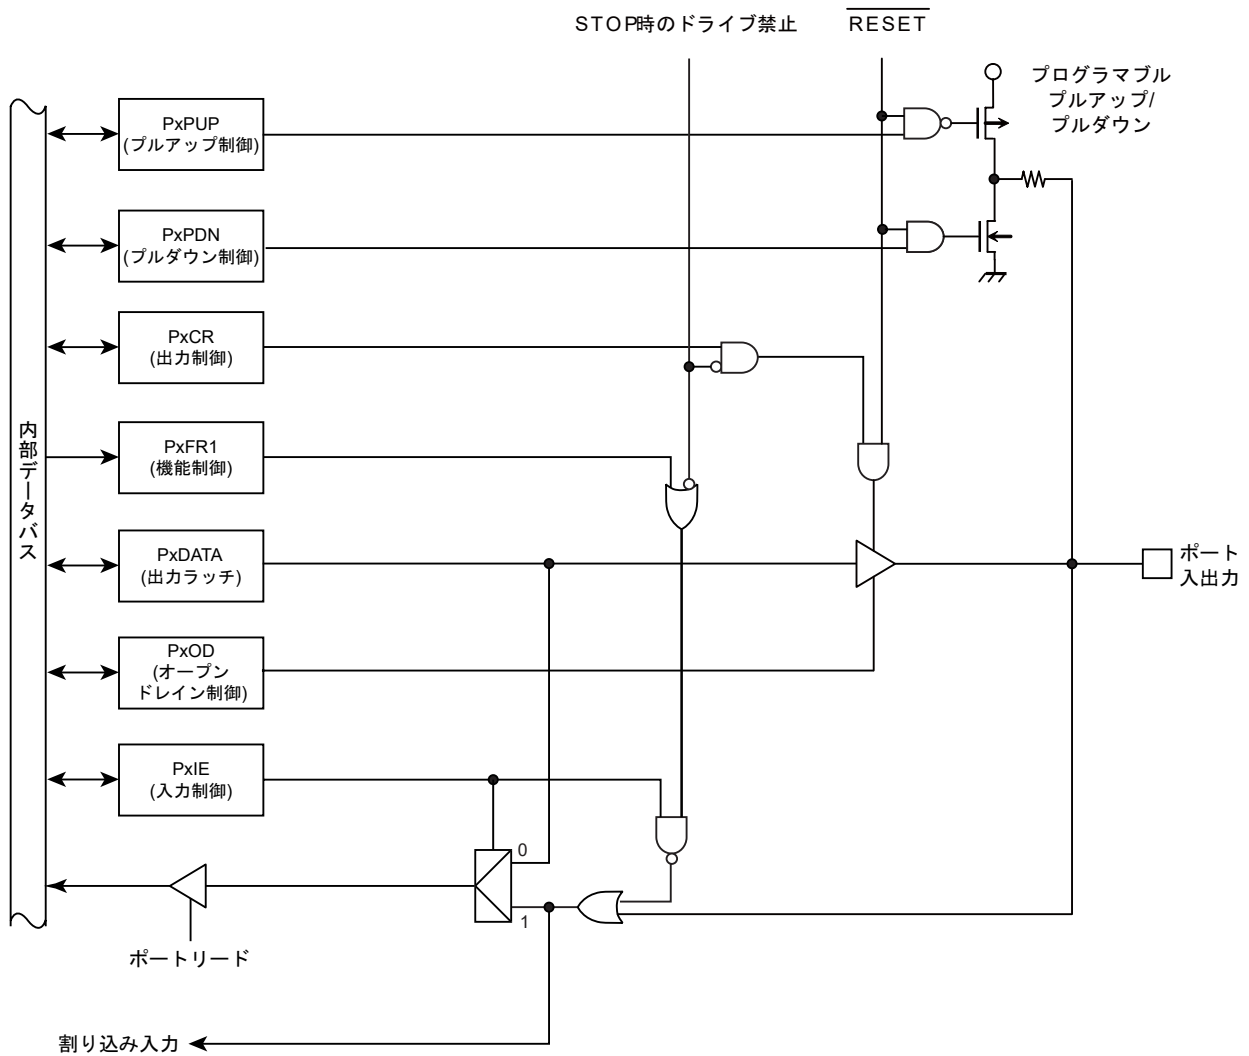 STOP時のドライブ禁止
RESET
プログラマブル
プルアップ/
プルダウン
PxPUP
(プルアップ制御)
PxPDN
(プルダウン制御)
PxCR
(出力制御)
PxFR1
(機能制御)
内部データバス
PxDATA
(出力ラッチ)
ポート
入出力
PxOD
(オープン
ドレイン制御)
PxIE
(入力制御)
0
1
ポートリード
割り込み入力